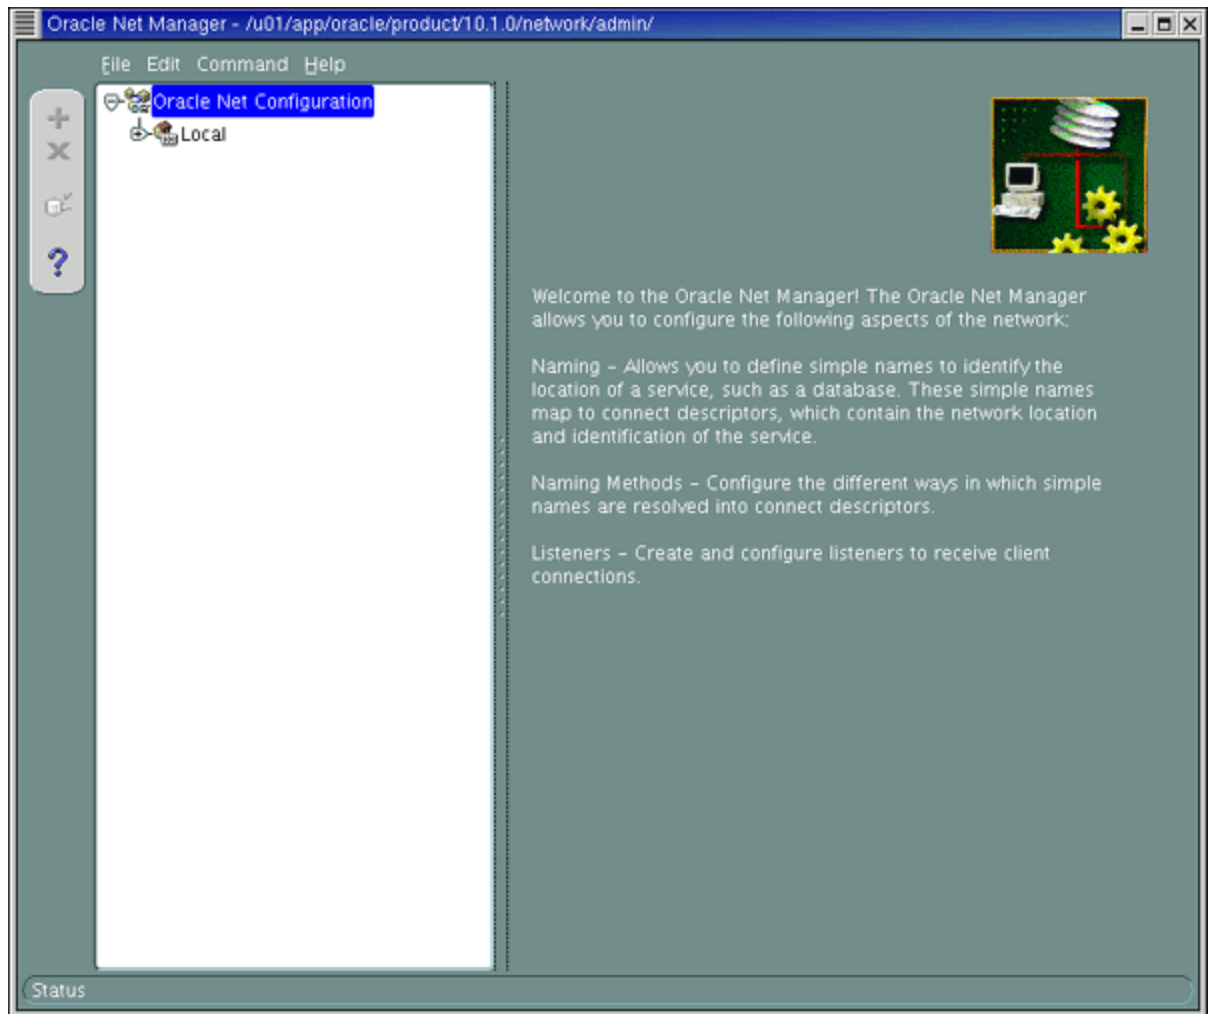 Oracle Net Manager - /u01/app/oracle/product/10.1.0/network/admin/
File Edit Command Help
Oracle Net Configuration
Local
Welcome to the Oracle Net Manager! The Oracle Net Manager
allows you to configure the following aspects of the network:
Naming - Allows you to define simple names to identify the
location of a service, such as a database. These simple names
map to connect descriptors, which contain the network location
and identification of the service.
Naming Methods - Configure the different ways in which simple
names are resolved into connect descriptors.
Listeners - Create and configure listeners to receive client
connections.
Status